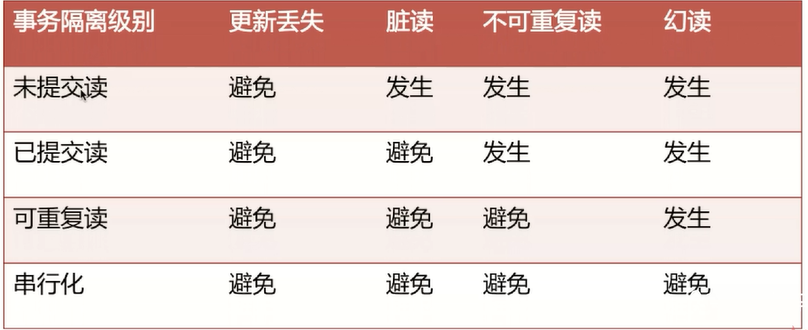 事务隔离级别 更新丢失 脏读 不可重复读 幻读
未提交读 避免 发生 发生 发生
已提交读 避免 避免 发生 发生
可重复读 避免 避免 避免 发生
串行化 避免 避免 避免 避免